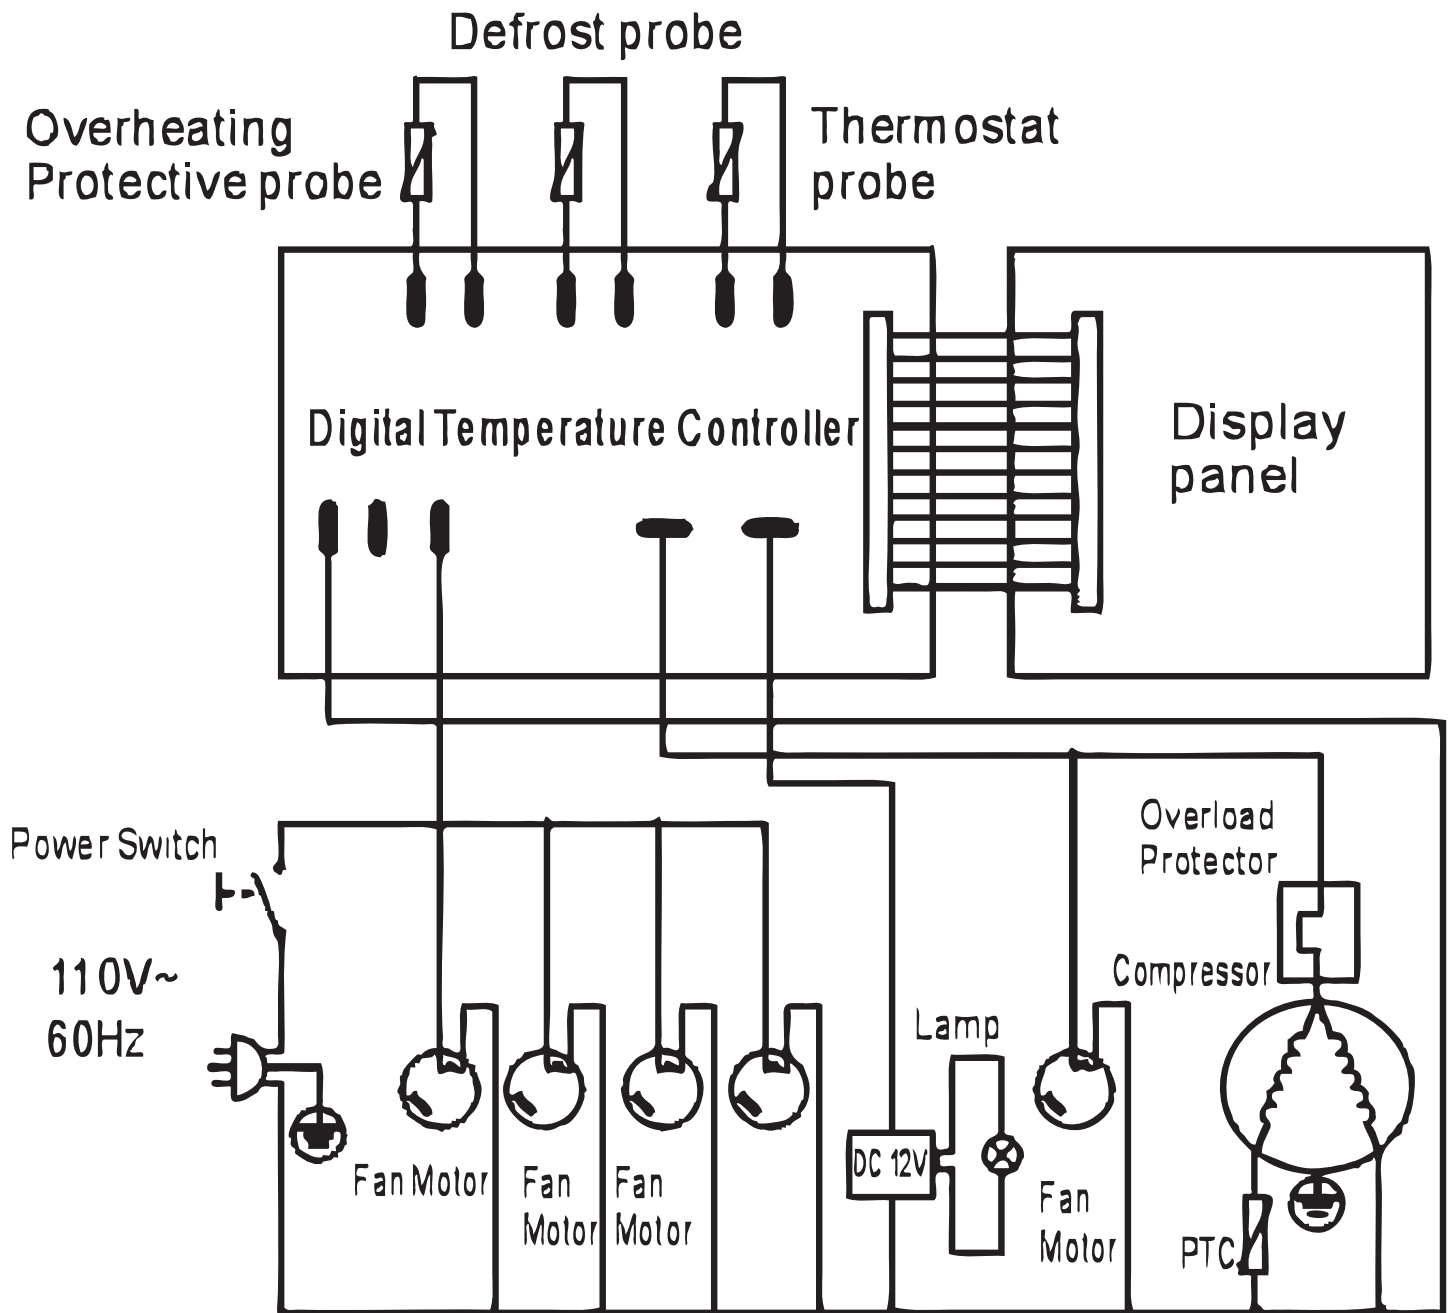 Defrost probe
Overheating
Protective probe
Thermostat
probe
Digital Temperature Controller
Display
panel
Power Switch
110V~
60Hz
Overload
Protector
Compressor
Lamp
DC 12V
Fan Motor
Fan
Motor
Fan
Motor
Fan
Motor
PTC